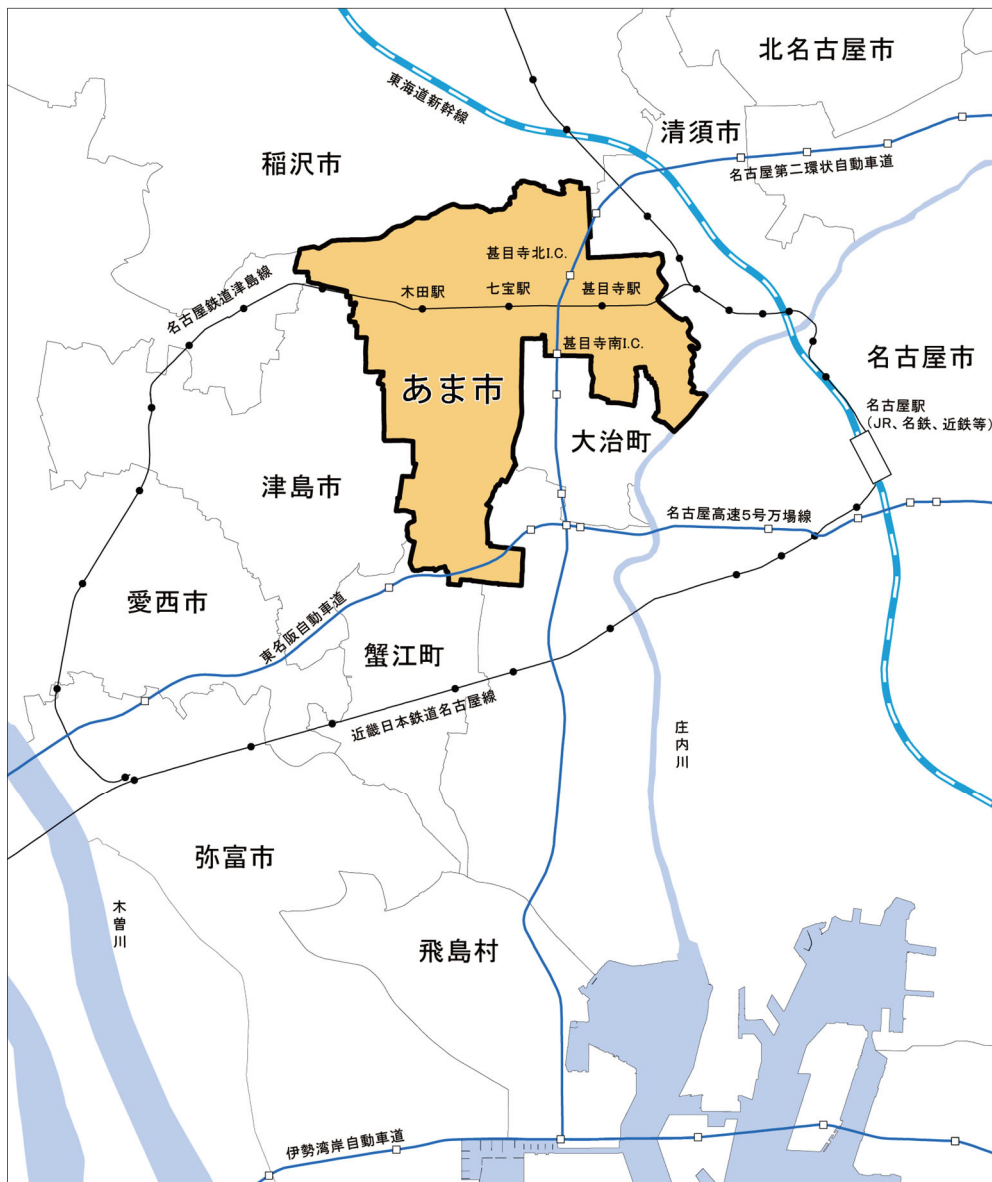 北名古屋市
東海道新幹線
清須市
稲沢市
名古屋第二環状自動車道
甚目寺北I.C.
木田駅
七宝駅
甚目寺駅
名古屋鉄道津島線
甚目寺南I.C.
名古屋市
あま市
名古屋駅
(JR、名鉄、近鉄等)
大治町
津島市
名古屋高速5号万場線
愛西市
東名阪自動車道
蟹江町
近畿日本鉄道名古屋線
庄内川
弥富市
木曽川
飛島村
伊勢湾岸自動車道